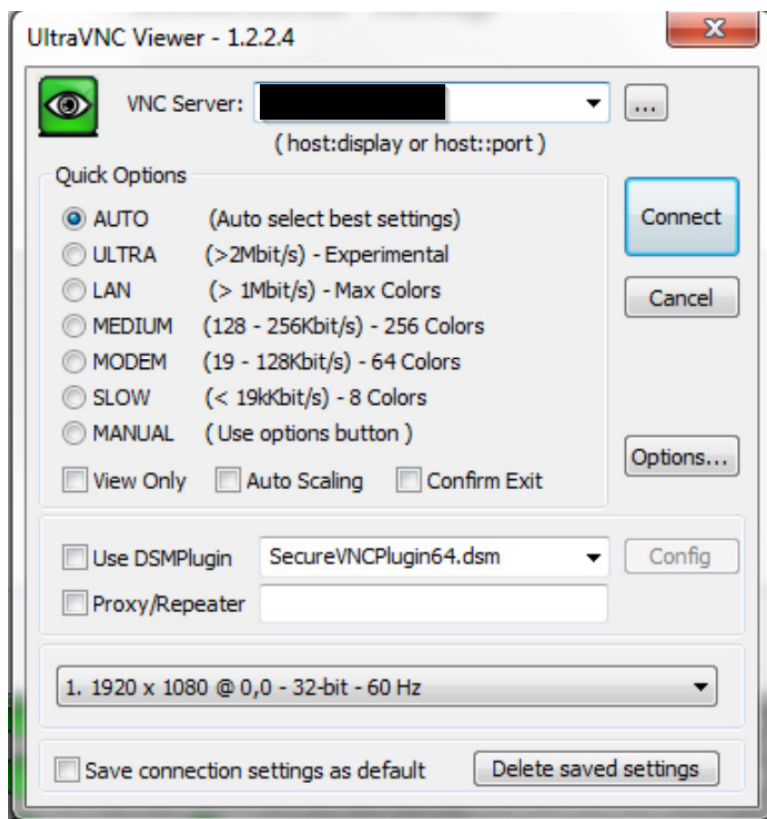 UltraVNC Viewer - 1.2.2.4
VNC Server:
...
( host:display or host::port )
Quick Options
AUTO (Auto select best settings)
Connect
ULTRA (>2Mbit/s) - Experimental
LAN (> 1Mbit/s) - Max Colors
Cancel
MEDIUM (128 - 256Kbit/s) - 256 Colors
MODEM (19 - 128Kbit/s) - 64 Colors
SLOW (< 19kKbit/s) - 8 Colors
MANUAL ( Use options button )
Options...
View Only Auto Scaling Confirm Exit
Use DSMPlugin SecureVNCPlugin64.dsm Config
Proxy/Repeater
1. 1920 x 1080 @ 0,0 - 32-bit - 60 Hz
Save connection settings as default Delete saved settings